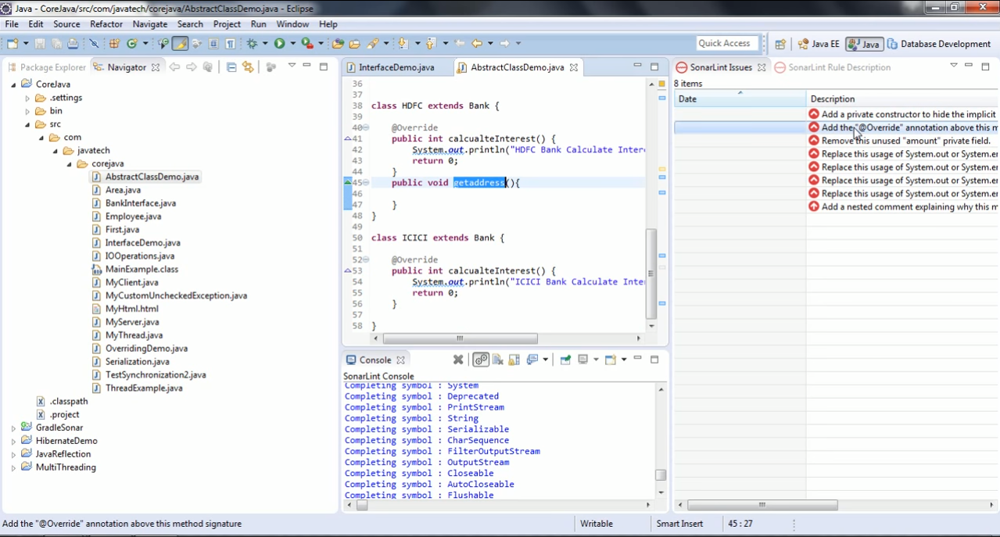 Java - CoreJava/src/com/javatech/corejava/AbstractClassDemo.java - Eclipse
File Edit Source Refactor Navigate Search Project Run Window Help
Quick Access Java EE Java Database Development
Package Explorer Navigator
CoreJava
.settings
bin
src
com
javatech
corejava
AbstractClassDemo.java
Area.java
BankInterface.java
Employee.java
First.java
InterfaceDemo.java
IOOperations.java
MainExample.class
MyClient.java
MyCustomUncheckedException.java
MyHtml.html
MyServer.java
MyThread.java
OverridingDemo.java
Serialization.java
TestSynchronization2.java
ThreadExample.java
.classpath
.project
GradleSonar
HibernateDemo
JavaReflection
MultiThreading
InterfaceDemo.java AbstractClassDemo.java
36
37
38 class HDFC extends Bank {
39
40 @Override
41 public int calcualteInterest() {
42 System.out.println("HDFC Bank Calculate Inter
43 return 0;
44 }
45 public void getaddress(){
46
47 }
48 }
49
50 class ICICI extends Bank {
51
52 @Override
53 public int calcualteInterest() {
54 System.out.println("ICICI Bank Calculate Inte
55 return 0;
56 }
57
58 }
Console
SonarLint Console
Completing symbol : System
Completing symbol : Deprecated
Completing symbol : PrintStream
Completing symbol : String
Completing symbol : Serializable
Completing symbol : CharSequence
Completing symbol : FilterOutputStream
Completing symbol : OutputStream
Completing symbol : Closeable
Completing symbol : AutoCloseable
Completing symbol : Flushable
SonarLint Issues SonarLint Rule Description
8 items
Date Description
Add a private constructor to hide the implicit
Add the "@Override" annotation above this m
Remove this unused "amount" private field.
Replace this usage of System.out or System.er
Replace this usage of System.out or System.er
Replace this usage of System.out or System.er
Replace this usage of System.out or System.er
Add a nested comment explaining why this m
Add the "@Override" annotation above this method signature Writable Smart Insert 45 : 27